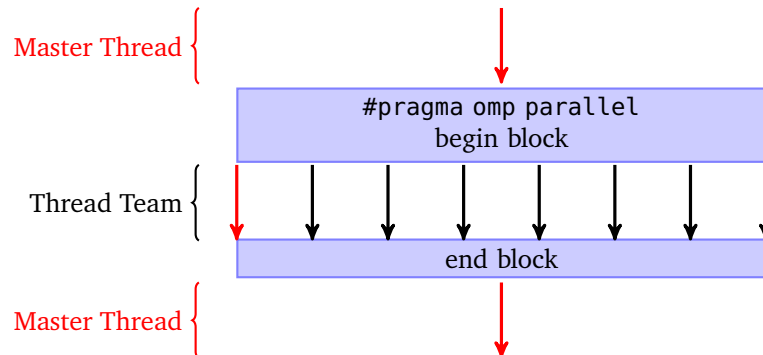 Master Thread
#pragma omp parallel
begin block
Thread Team
end block
Master Thread